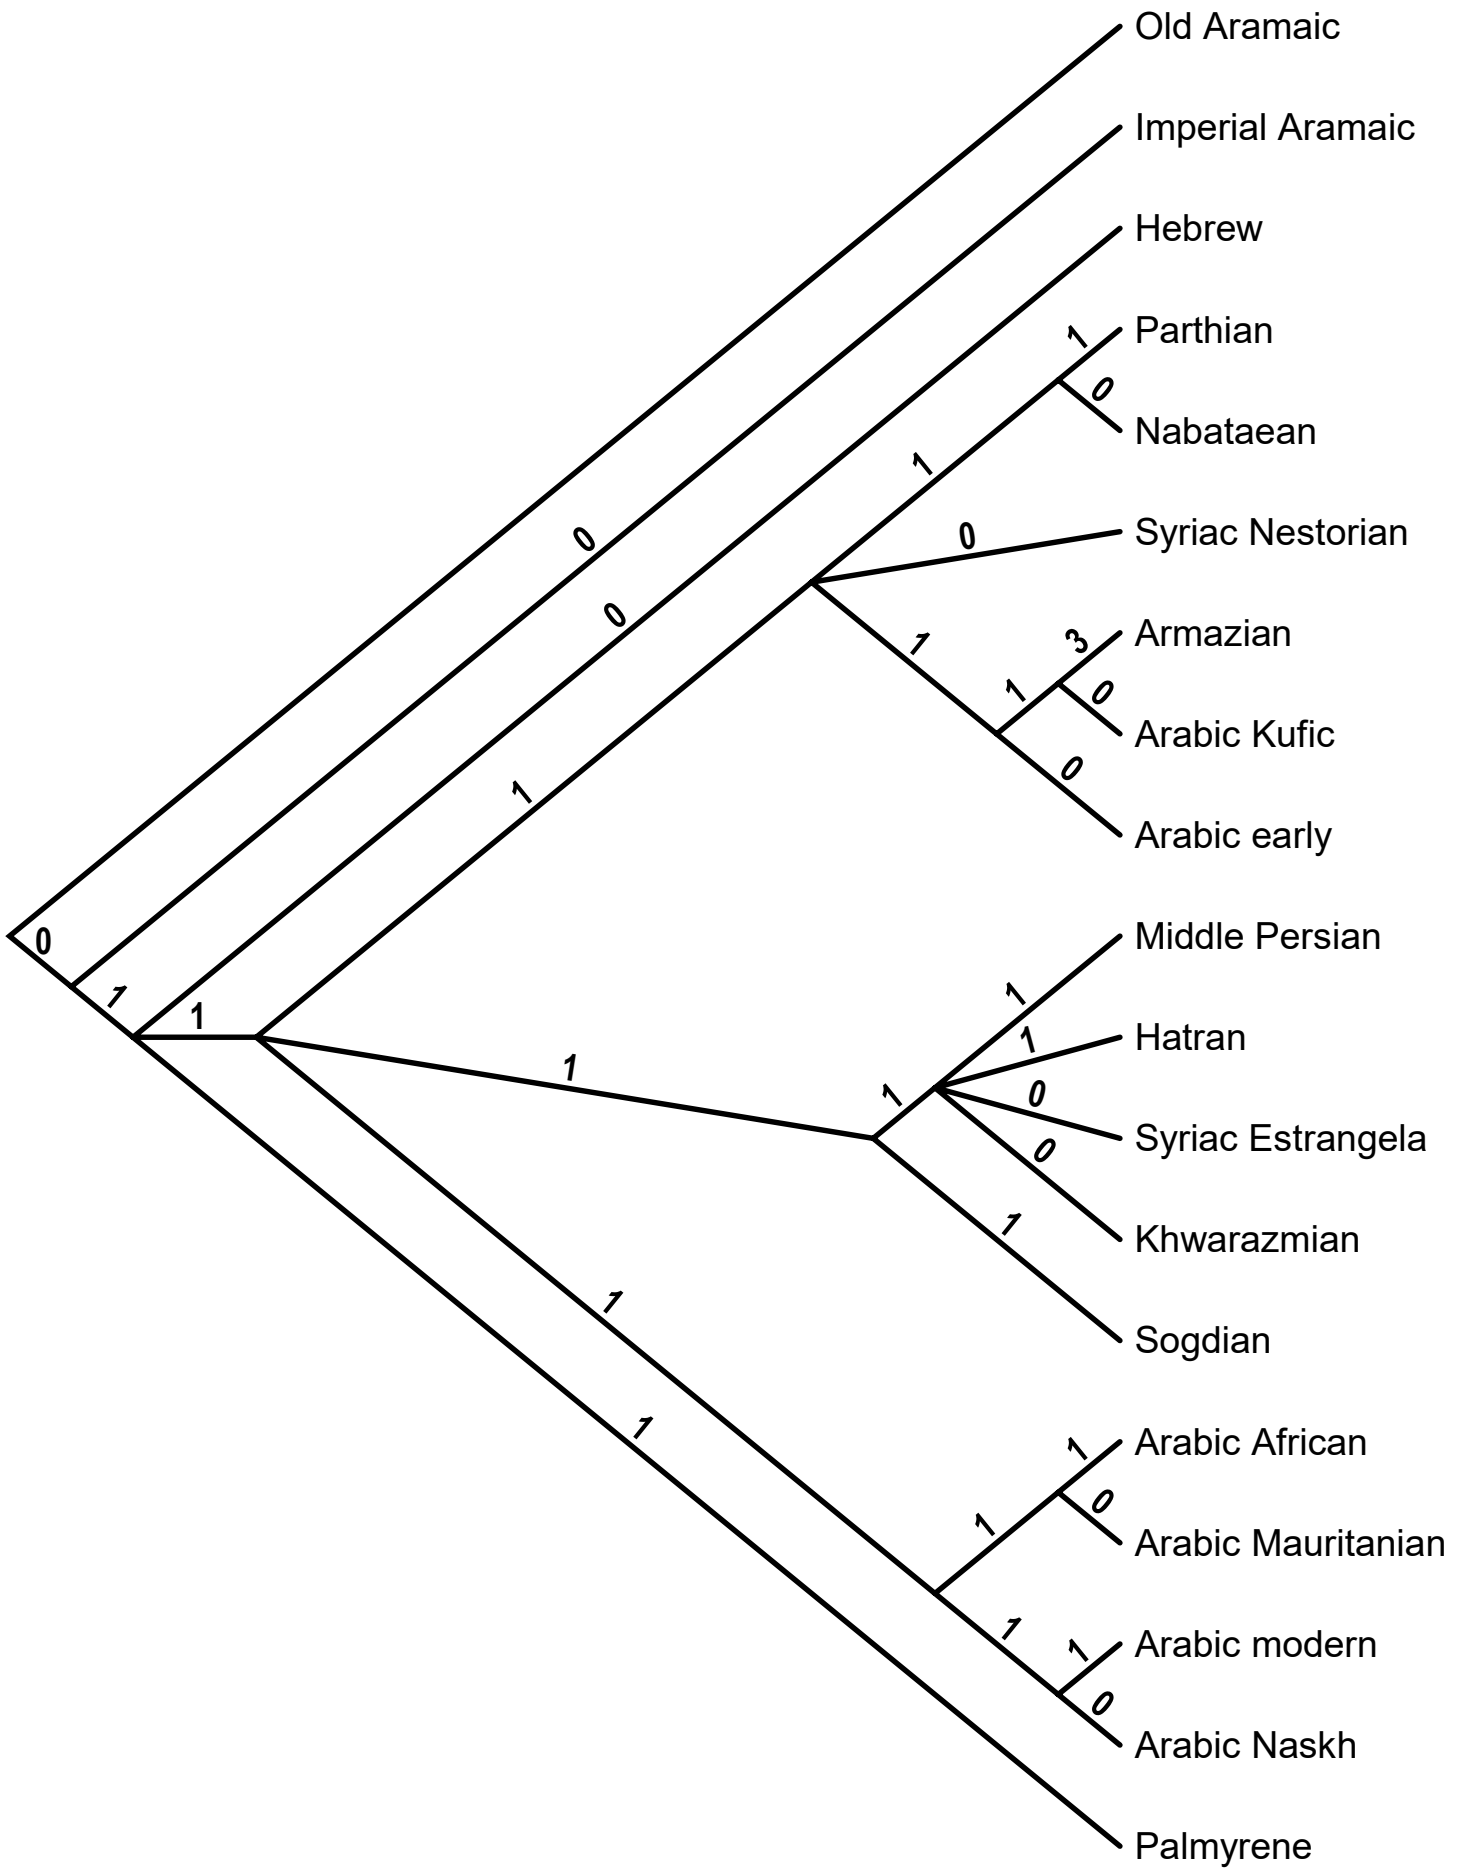 Old Aramaic
Imperial Aramaic
Hebrew
1
Parthian
0
Nabataean
1
0
Syriac Nestorian
0
0
1
3
Armazian
1
0
Arabic Kufic
0
Arabic early
1
0
Middle Persian
1
1
1
Hatran
1
1
0
Syriac Estrangela
1
0
Khwarazmian
1
Sogdian
1
1
1
Arabic African
1
0
Arabic Mauritanian
1
1
Arabic modern
0
Arabic Naskh
Palmyrene